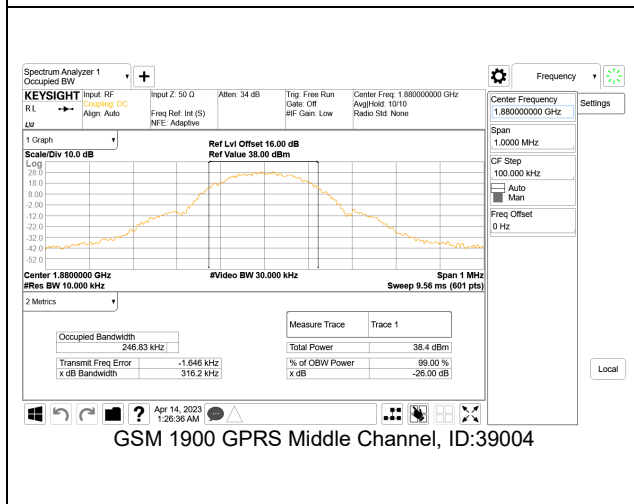 Spectrum Analyzer 1
Occupied BW
+
Frequency
KEYSIGHT Input: RF Input Z: 50 Ω Atten: 34 dB Trig: Free Run Center Freq: 1.880000000 GHz
R L Coupling: DC Gate: Off Avg|Hold: 10/10
Align: Auto Freq Ref: Int (S) #IF Gain: Low Radio Std: None
NFE: Adaptive
Center Frequency
1.880000000 GHz
Settings
Span
1.0000 MHz
CF Step
100.000 kHz
Auto
Man
Freq Offset
0 Hz
Local
1 Graph
Ref Lvl Offset 16.00 dB
Scale/Div 10.0 dB Ref Value 38.00 dBm
Log
28.0
18.0
8.00
-2.00
-12.0
-22.0
-32.0
-42.0
-52.0
Center 1.8800000 GHz #Video BW 30.000 kHz Span 1 MHz
#Res BW 10.000 kHz Sweep 9.56 ms (601 pts)
2 Metrics
Measure Trace Trace 1
Occupied Bandwidth
246.83 kHz Total Power 38.4 dBm
Transmit Freq Error -1.646 kHz % of OBW Power 99.00 %
x dB Bandwidth 316.2 kHz x dB -26.00 dB
? Apr 14, 2023
1:26:36 AM
GSM 1900 GPRS Middle Channel, ID:39004